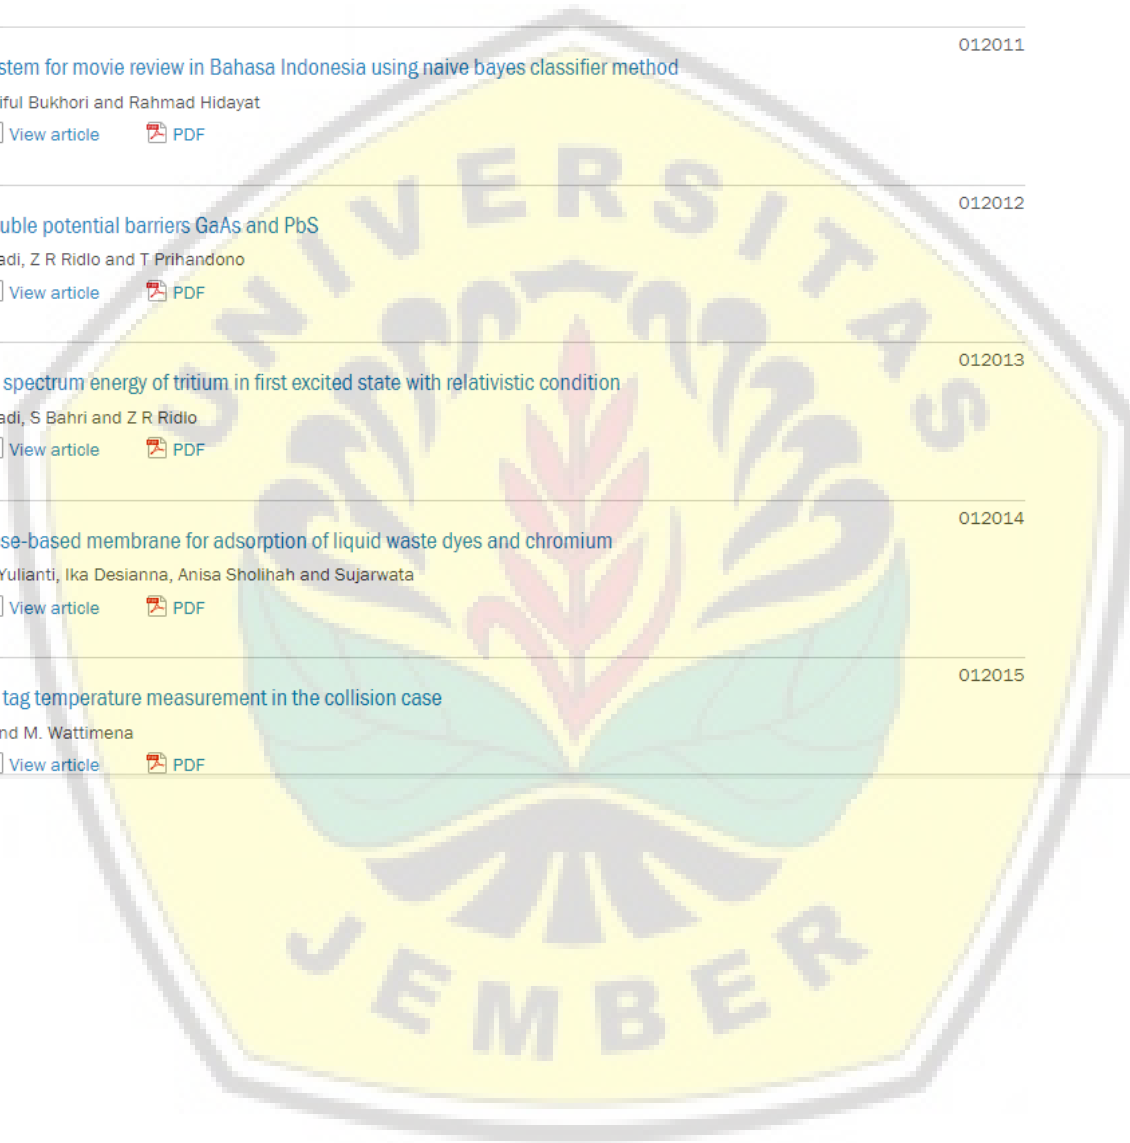 012011
stem for movie review in Bahasa Indonesia using naive bayes classifier method
iful Bukhori and Rahmad Hidayat
View article PDF
012012
uble potential barriers GaAs and PbS
adi, Z R Ridlo and T Prihandono
View article PDF
012013
spectrum energy of tritium in first excited state with relativistic condition
adi, S Bahri and Z R Ridlo
View article PDF
012014
se-based membrane for adsorption of liquid waste dyes and chromium
Yulianti, Ika Desianna, Anisa Sholihah and Sujarwata
View article PDF
012015
tag temperature measurement in the collision case
nd M. Wattimena
View article PDF
UNIVERSITAS
JEMBER